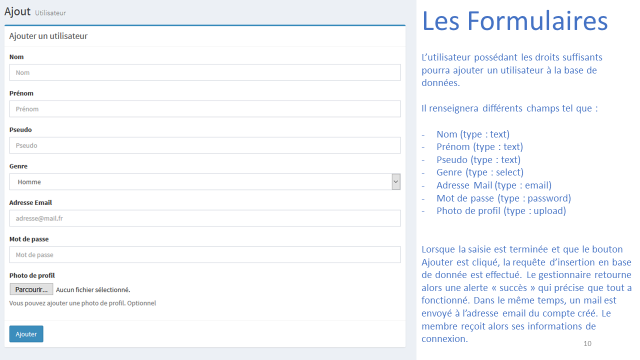 Ajout Utilisateur
Ajouter un utilisateur
Nom
Nom
Prénom
Prénom
Pseudo
Pseudo
Genre
Homme
Adresse Email
adresse@mail.fr
Mot de passe
Mot de passe
Photo de profil
Parcourir... Aucun fichier sélectionné.
Vous pouvez ajouter une photo de profil. Optionnel
Ajouter
Les Formulaires
L'utilisateur possédant les droits suffisants
pourra ajouter un utilisateur à la base de
données.
Il renseignera différents champs tel que :
- Nom (type : text)
- Prénom (type : text)
- Pseudo (type : text)
- Genre (type : select)
- Adresse Mail (type : email)
- Mot de passe (type : password)
- Photo de profil (type : upload)
Lorsque la saisie est terminée et que le bouton
Ajouter est cliqué, la requête d'insertion en base
de donnée est effectué. Le gestionnaire retourne
alors une alerte « succès » qui précise que tout a
fonctionné. Dans le même temps, un mail est
envoyé à l'adresse email du compte créé. Le
membre reçoit alors ses informations de
connexion.
10